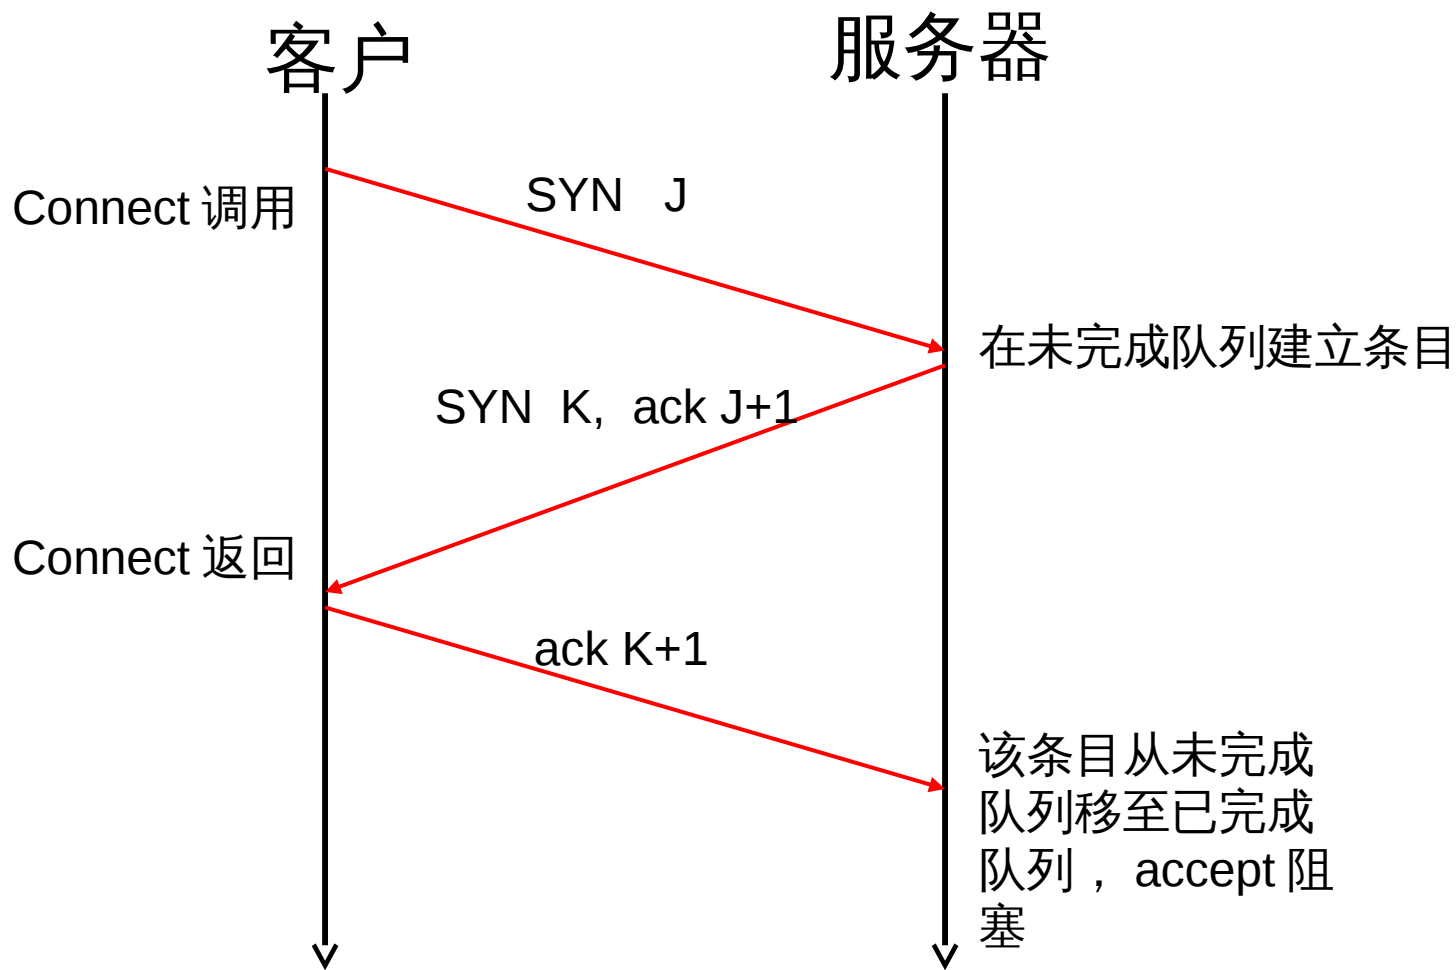 客户
服务器
Connect 调用
SYN   J
在未完成队列建立条目
SYN  K,  ack J+1
Connect 返回
ack K+1
该条目从未完成
队列移至已完成
队列， accept 阻
塞